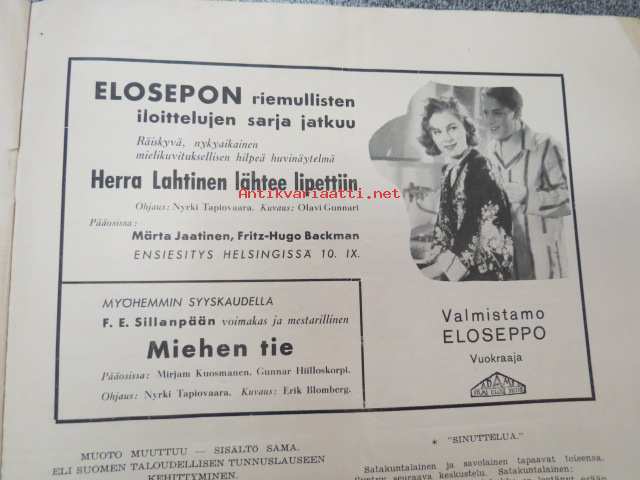 ELOSEPON riemullisten
iloittelujen sarja jatkuu
Räiskyvä, nykyaikainen
mielikuvituksellisen hilpeä huvinäytelmä
Herra Lahtinen lähtee lipettiin
Antikvariaatti.net
Ohjaus: Nyrki Tapiovaara. Kuvaus: Olavi Gunnari
Pääosissa:
Märta Jaatinen, Fritz-Hugo Backman
ENSIESITYS HELSINGISSÄ 10. IX.
MYÖHEMMIN SYYSKAUDELLA
F. E. Sillanpään voimakas ja mestarillinen
Miehen tie
Pääosissa: Mirjam Kuosmanen, Gunnar Hiilloskorpi.
Ohjaus: Nyrki Tapiovaara. Kuvaus: Erik Blomberg.
Valmistamo
ELOSEPPO
Vuokraaja
ADAMS
MUOTO MUUTTUU — SISÄLTÖ SAMA.
ELI SUOMEN TALOUDELLISEN TUNNUSLAUSEEN
KEHITTYMINEN.
* "SINUTTELUA."
Satakuntalainen ja savolainen tapaavat toisensa.
seuraava keskustelu. Satakuntalainen: